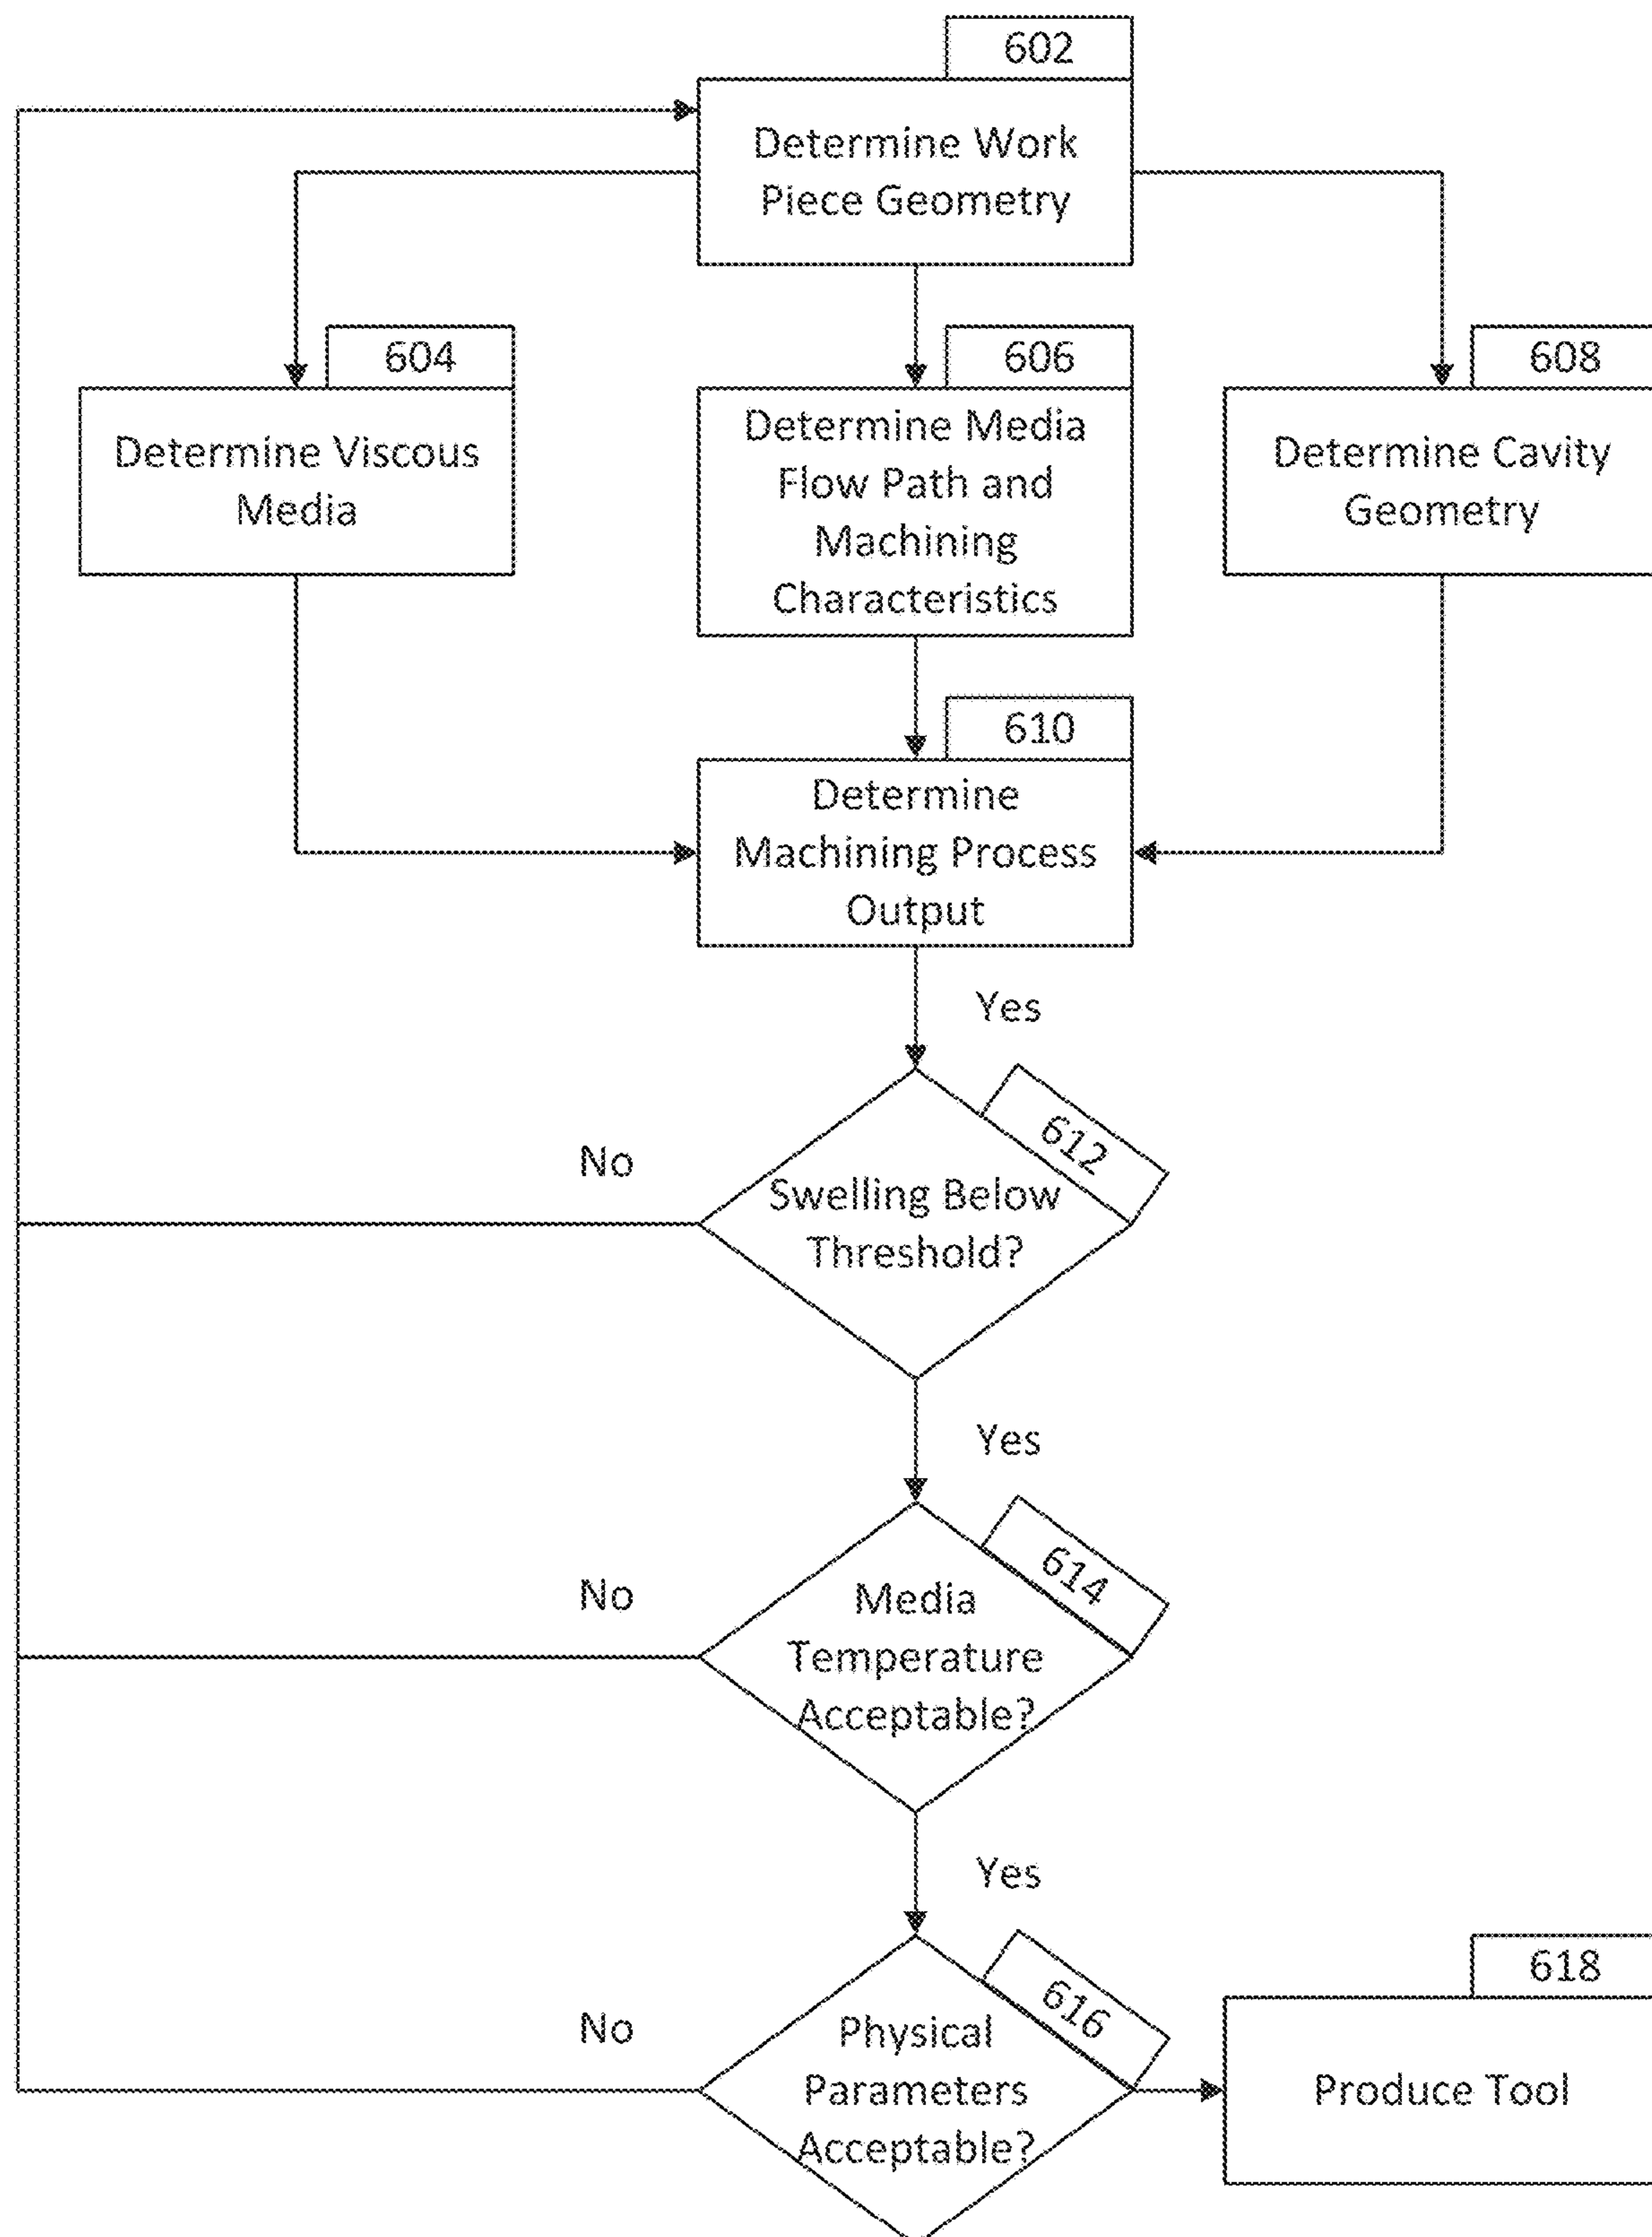 602
Determine Work
Piece Geometry
604
Determine Viscous
Media
606
Determine Media
Flow Path and
Machining
Characteristics
608
Determine Cavity
Geometry
610
Determine
Machining Process
Output
Yes
612
No
Swelling Below
Threshold?
Yes
614
No
Media
Temperature
Acceptable?
Yes
616
No
Physical
Parameters
Acceptable?
618
Produce Tool